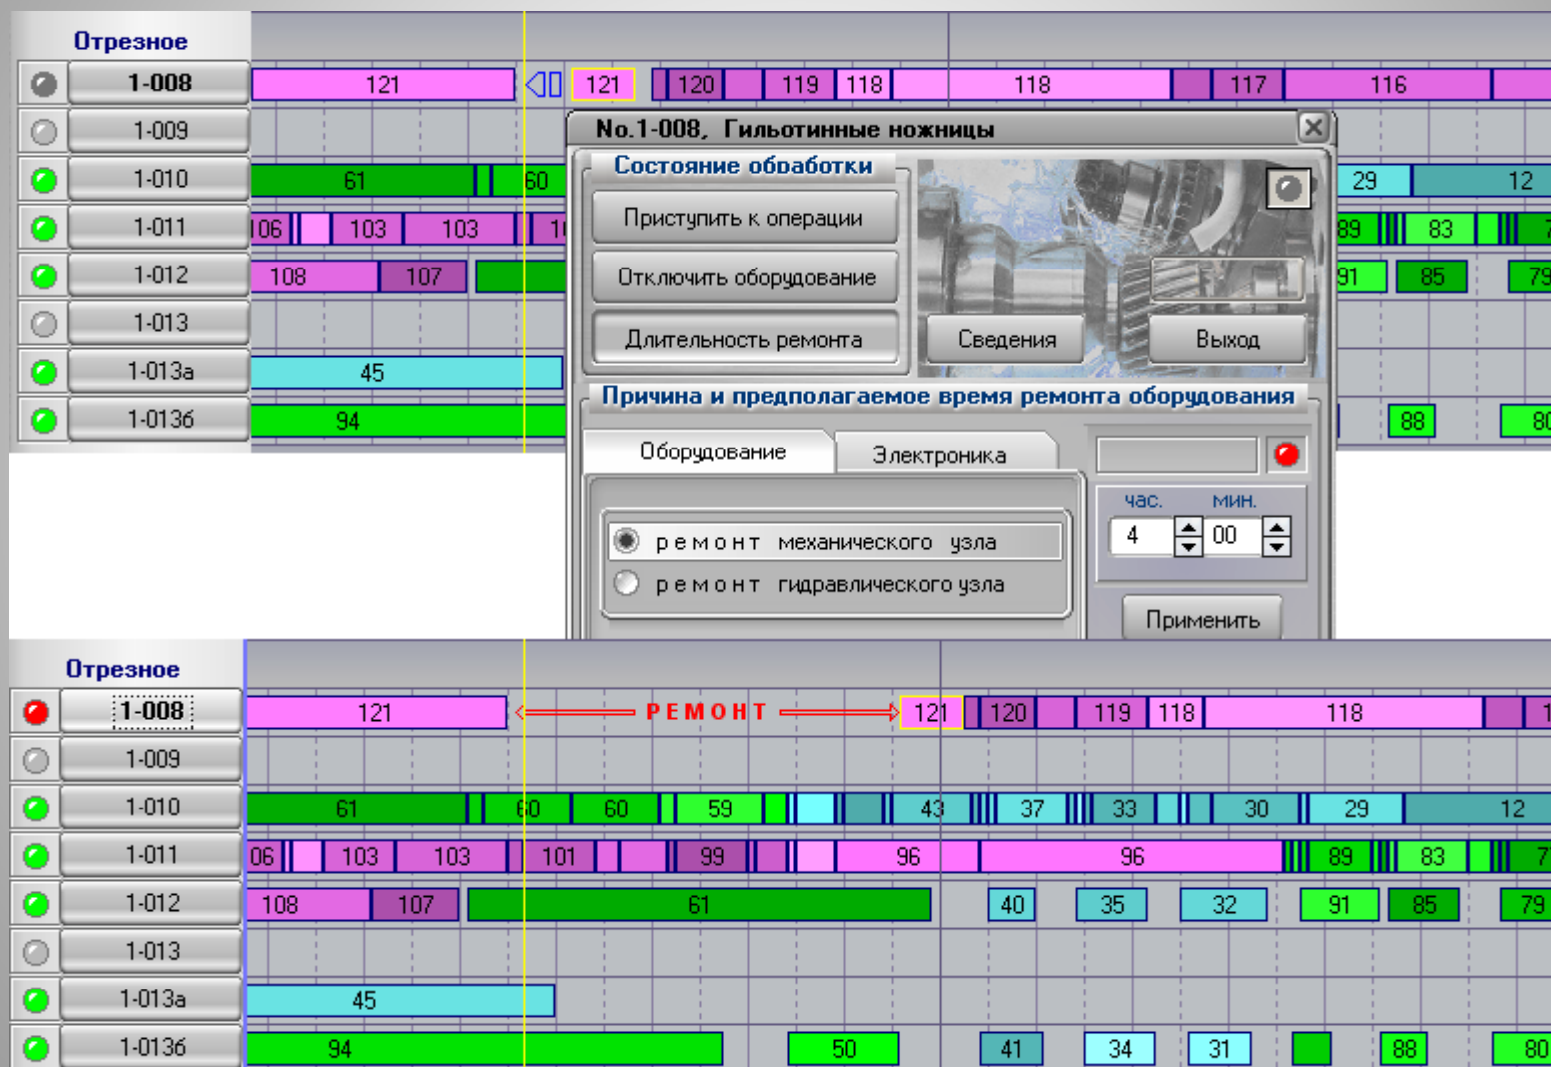 Отрезное
1-008 121 121 120 119 118 118 117 116
No.1-008, Гильотинные ножницы
1-009
Состояние обработки
1-010 61 60 29 12
Приступить к операции
1-011 106 103 103 89 83
Отключить оборудование
1-012 108 107 91 85 79
1-013
Длительность ремонта
Сведения
Выход
1-013а 45
Причина и предполагаемое время ремонта оборудования
1-013б 94 88 80
Оборудование
Электроника
час. мин.
4 00
ремонт механического узла
ремонт гидравлического узла
Применить
Отрезное
1-008 121 РЕМОНТ 121 120 119 118 118
1-009
1-010 61 60 60 59 43 37 33 30 29 12
1-011 06 103 103 101 99 96 96 89 83
1-012 108 107 61 40 35 32 91 85 79
1-013
1-013а 45
1-013б 94 50 41 34 31 88 80